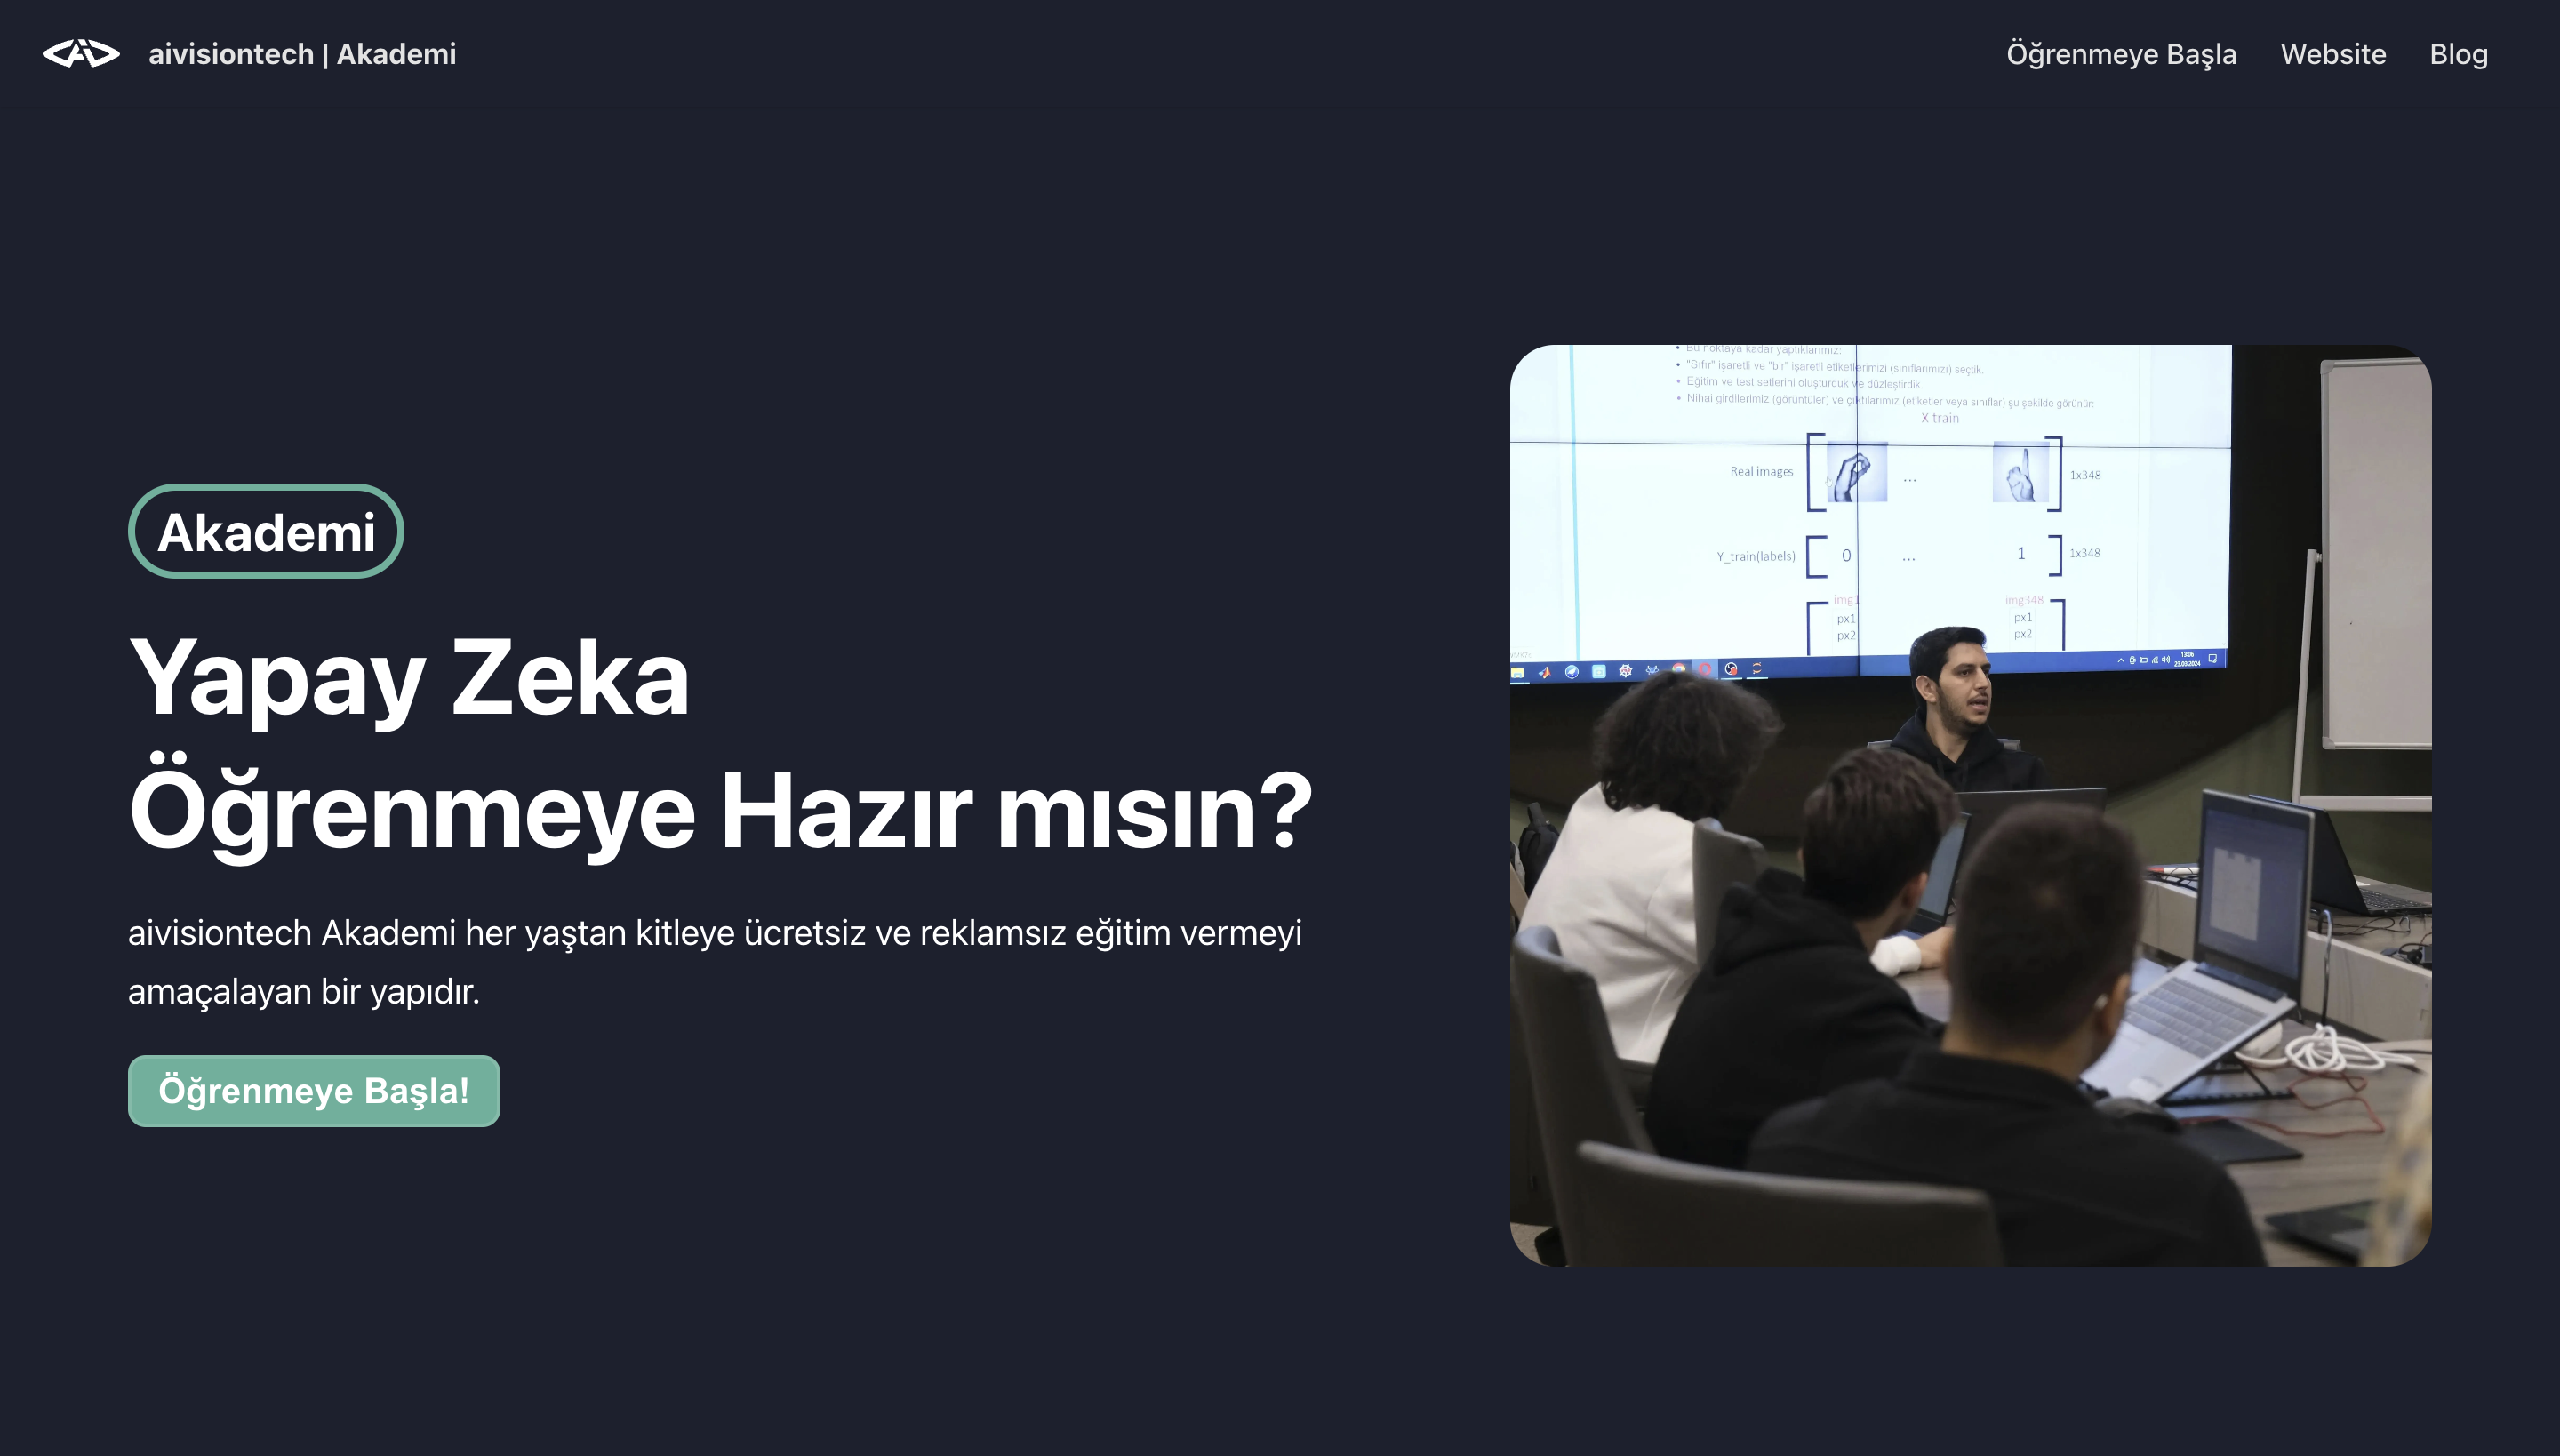 aivisiontech | Akademi
Öğrenmeye Başla
Website
Blog
Akademi
Yapay Zeka
Öğrenmeye Hazır mısın?
aivisiontech Akademi her yaştan kitleye ücretsiz ve reklamsız eğitim vermeyi
amaçalayan bir yapıdır.
Öğrenmeye Başla!
• Bu noktaya kadar yaptıklarımız:
• "Sıfır" işaretli ve "bir" işaretli etiketlerimizi (sınıflarımızı) seçtik.
• Eğitim ve test setlerini oluşturduk ve düzleştirdik.
• Nihai girdilerimiz (görüntüler) ve çıktılarımız (etiketler veya sınıflar) şu şekilde görünür:
X train
Real images ... 1x348
Y_train(labels) 0 ... 1 1x348
img1 img348
px1 px1
px2 px2
13:06